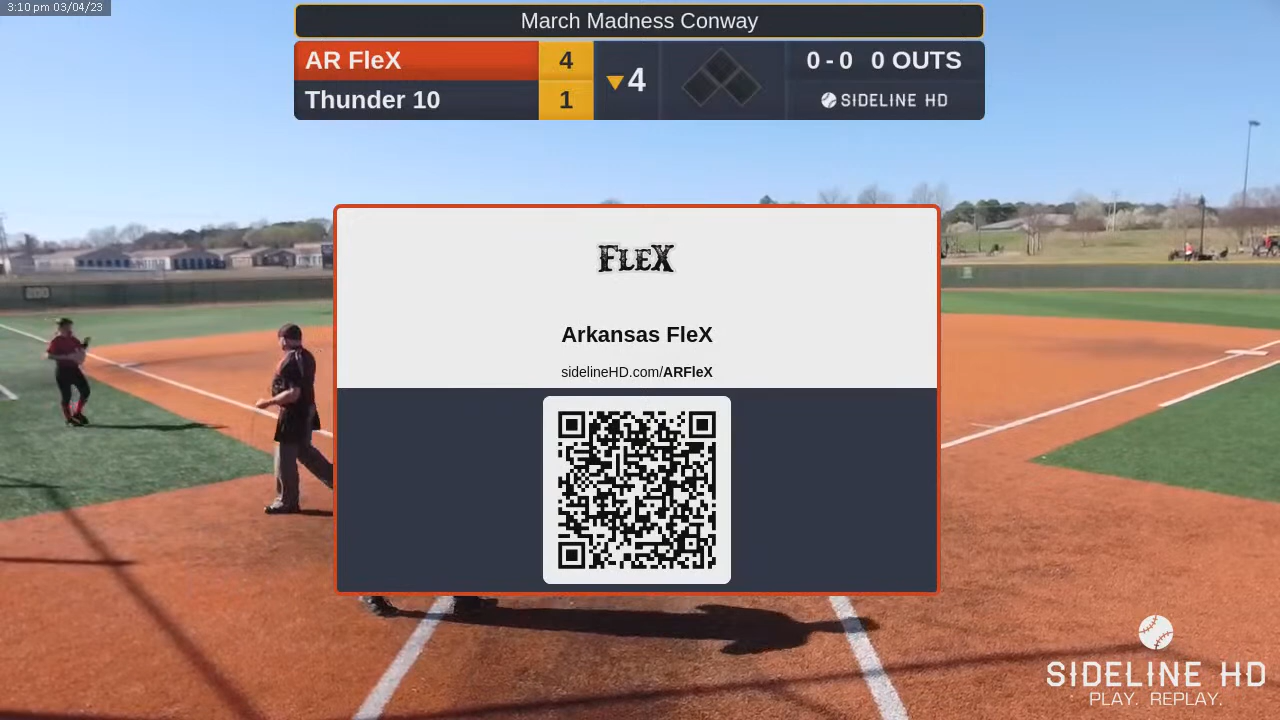 3:10 pm 03/04/23
March Madness Conway
AR FleX 4
Thunder 10 1
▼4
0 - 0 0 OUTS
SIDELINE HD
FLEX
Arkansas FleX
sidelineHD.com/ARFleX
SIDELINE HD
PLAY. REPLAY.